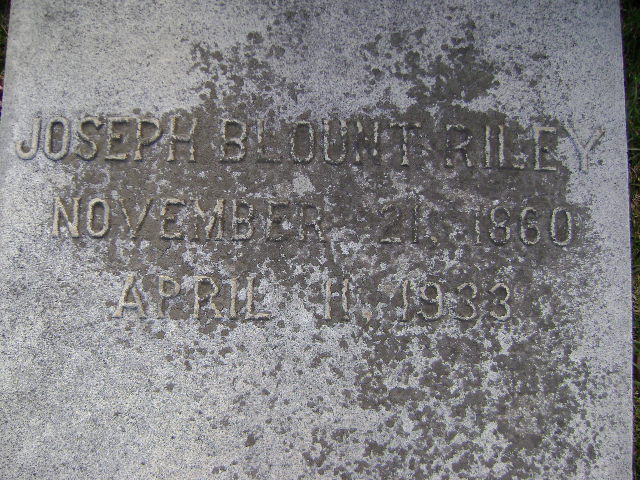 JOSEPH BLOUNT RILEY
NOVEMBER 21, 1860
APRIL 11, 1933